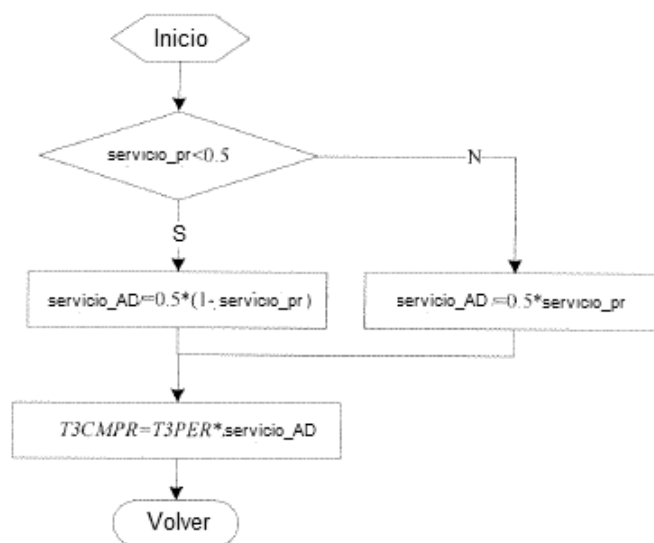 Inicio
servicio_pr<0.5
N
S
servicio_AD=0.5*(1-servicio_pr)
servicio_AD=0.5*servicio_pr
T3CMPR=T3PER*servicio_AD
Volver